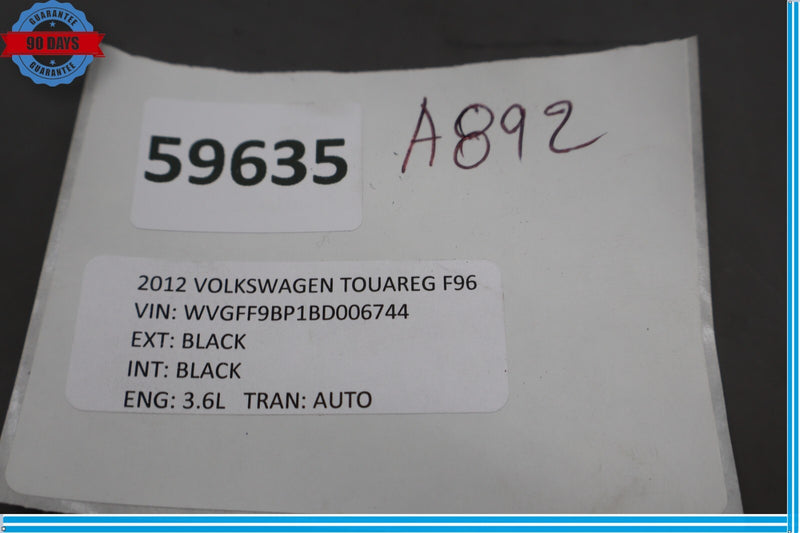 GUARANTEE
90 DAYS
GUARANTEE
59635
A892
2012 VOLKSWAGEN TOUAREG F96
VIN: WVGFF9BP1BD006744
EXT: BLACK
INT: BLACK
ENG: 3.6L TRAN: AUTO